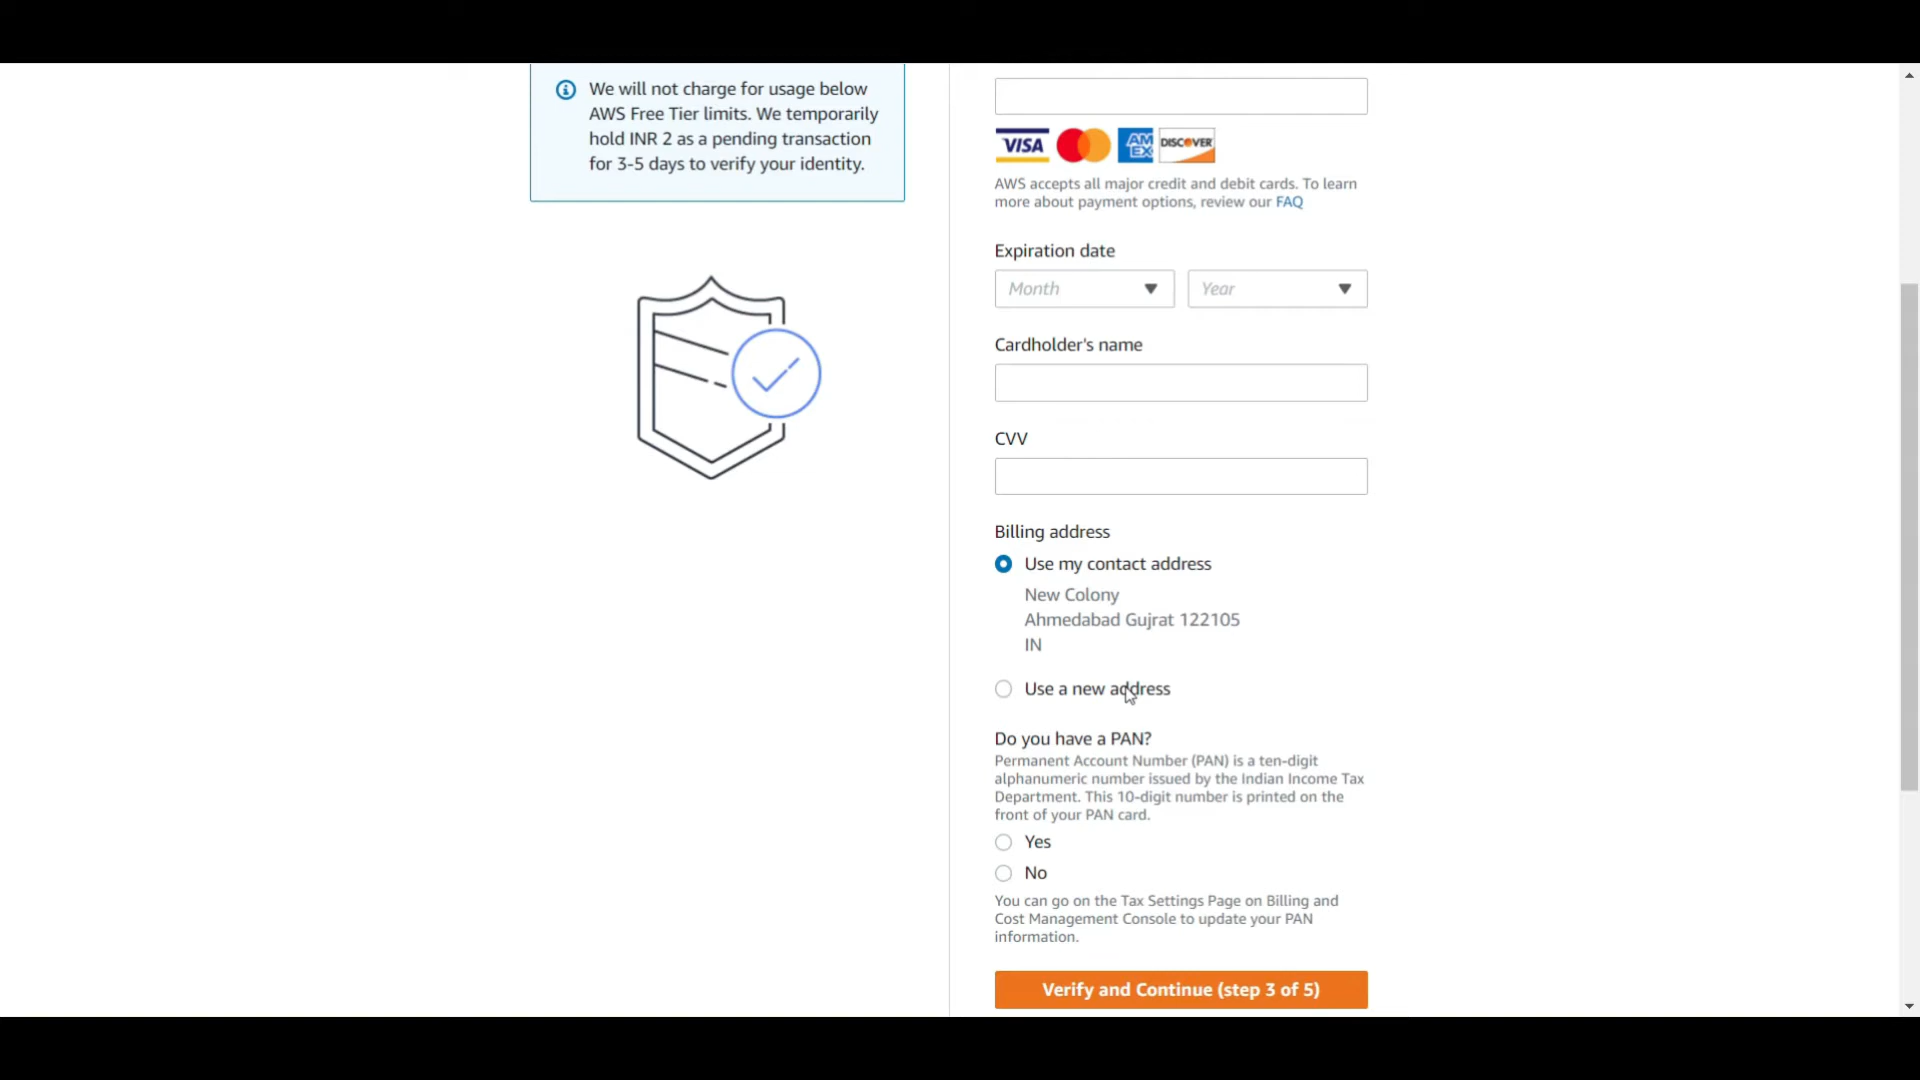 We will not charge for usage below
AWS Free Tier limits. We temporarily
hold INR 2 as a pending transaction
for 3-5 days to verify your identity.
VISA
AM
EX
DISCOVER
AWS accepts all major credit and debit cards. To learn
more about payment options, review our FAQ
Expiration date
Month
Year
Cardholder's name
CVV
Billing address
Use my contact address
New Colony
Ahmedabad Gujrat 122105
IN
Use a new address
Do you have a PAN?
Permanent Account Number (PAN) is a ten-digit
alphanumeric number issued by the Indian Income Tax
Department. This 10-digit number is printed on the
front of your PAN card.
Yes
No
You can go on the Tax Settings Page on Billing and
Cost Management Console to update your PAN
information.
Verify and Continue (step 3 of 5)